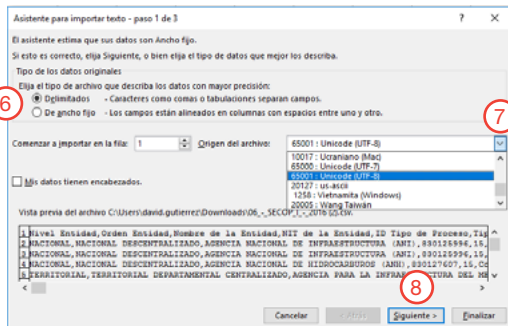 Asistente para importar texto - paso 1 de 3 ? ×
El asistente estima que sus datos son Ancho fijo.
Si esto es correcto, elija Siguiente, o bien elija el tipo de datos que mejor los describa.
Tipo de los datos originales
Elija el tipo de archivo que describa los datos con mayor precisión:
6 Delimitados - Caracteres como comas o tabulaciones separan campos.
De ancho fijo - Los campos están alineados en columnas con espacios entre uno y otro.
7
Comenzar a importar en la fila: 1 Origen del archivo: 65001 : Unicode (UTF-8)
10017 : Ucraniano (Mac)
65000 : Unicode (UTF-7)
65001 : Unicode (UTF-8)
20127 : us-ascii
1258 : Vietnamita (Windows)
20005 : Wang Taiwán
Mis datos tienen encabezados.
Vista previa del archivo C:\Users\david.gutierrez\Downloads\06_-_SECOP_I_-_2016 (2).csv.
1 Nivel Entidad,Orden Entidad,Nombre de la Entidad,NIT de la Entidad,ID Tipo de Proceso,Tip
2 NACIONAL,NACIONAL DESCENTRALIZADO,AGENCIA NACIONAL DE INFRAESTRUCTURA (ANI),830125996,15,
3 NACIONAL,NACIONAL DESCENTRALIZADO,AGENCIA NACIONAL DE INFRAESTRUCTURA (ANI),830125996,15,
4 NACIONAL,NACIONAL DESCENTRALIZADO,AGENCIA NACIONAL DE HIDROCARBUROS (ANH),830127607,15,Co
5 TERRITORIAL,TERRITORIAL DEPARTAMENTAL CENTRALIZADO,AGENCIA PARA LA INFRAESTRUCTURA DEL ME
8
Cancelar < Atrás Siguiente > Finalizar